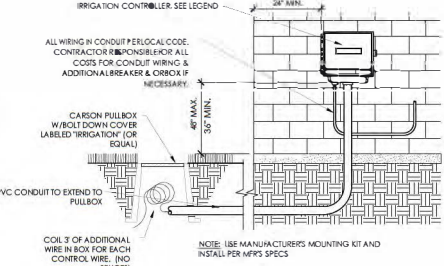 IRRIGATION CONTROLLER. SEE LEGEND
24" MIN.
ALL WIRING IN CONDUIT PER LOCAL CODE.
CONTRACTOR RESPONSIBLE FOR ALL
COSTS FOR CONDUIT WIRING &
ADDITIONAL BREAKER & OR BOX IF
NECESSARY.
48" MAX.
36" MIN.
CARSON PULLBOX
W/BOLT DOWN COVER
LABELED "IRRIGATION" (OR
EQUAL)
PVC CONDUIT TO EXTEND TO
PULLBOX
COIL 3' OF ADDITIONAL
WIRE IN BOX FOR EACH
CONTROL WIRE. (NO
NOTE: USE MANUFACTURER'S MOUNTING KIT AND
INSTALL PER MFR'S SPECS